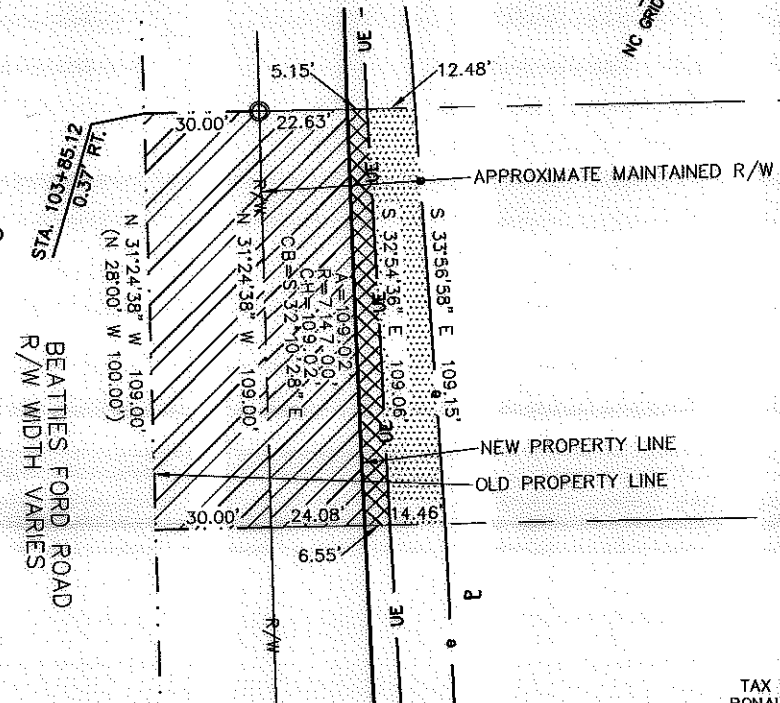 NC GRID
UE
5.15'
12.48'
30.00'
22.63'
STA. 103+85.12
0.37' RT.
UE
APPROXIMATE MAINTAINED R/W
R/W
N 31°24'38" W 109.00'
(N 28°00' W 100.00')
N 31°24'38" W 109.00'
A=109.02
R=7147.00'
CH=109.02'
CB=S 32°10'28" E
S 32°54'36" E 109.06'
S 33°56'58" E 109.15'
UE
UE
BEATTIES FORD ROAD
R/W WIDTH VARIES
NEW PROPERTY LINE
OLD PROPERTY LINE
30.00'
24.08'
14.46'
6.55'
R/W
UE
TAX